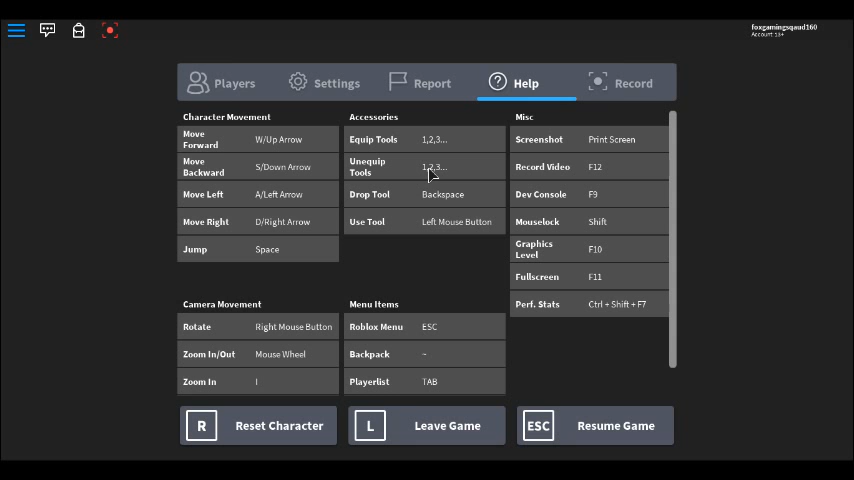 foxgamingsqaud160
Account: 13+
Players Settings Report Help Record
Character Movement
Move Forward W/Up Arrow
Move Backward S/Down Arrow
Move Left A/Left Arrow
Move Right D/Right Arrow
Jump Space
Accessories
Equip Tools 1,2,3...
Unequip Tools 1,2,3...
Drop Tool Backspace
Use Tool Left Mouse Button
Misc
Screenshot Print Screen
Record Video F12
Dev Console F9
Mouselock Shift
Graphics Level F10
Fullscreen F11
Perf. Stats Ctrl + Shift + F7
Camera Movement
Rotate Right Mouse Button
Zoom In/Out Mouse Wheel
Zoom In I
Menu Items
Roblox Menu ESC
Backpack ~
Playerlist TAB
R Reset Character
L Leave Game
ESC Resume Game